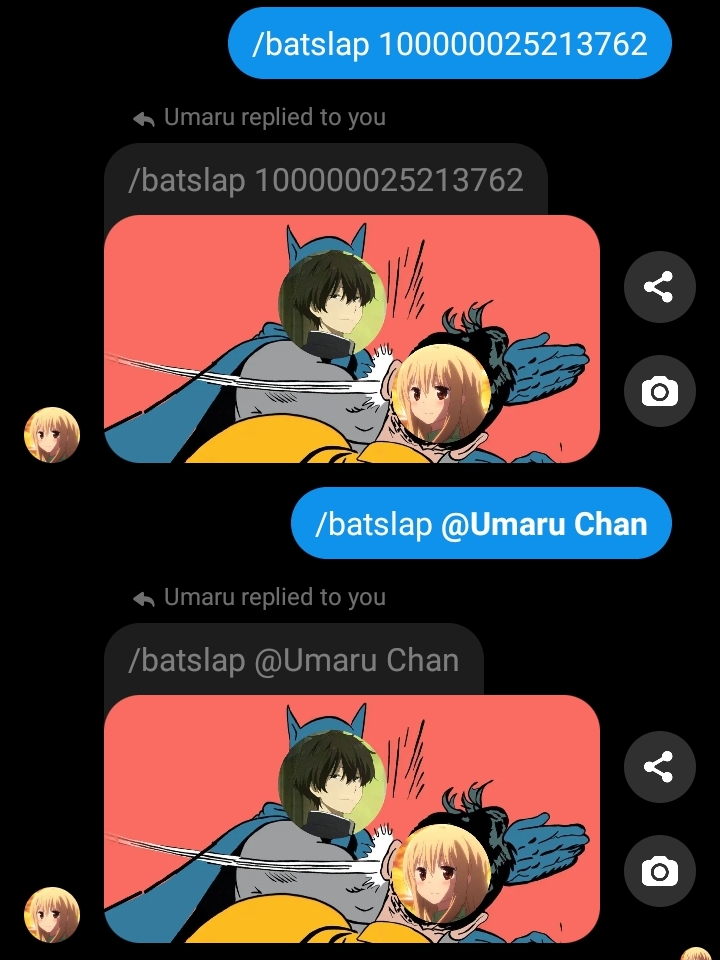 /batslap 100000025213762
Umaru replied to you
/batslap 100000025213762
/batslap @Umaru Chan
Umaru replied to you
/batslap @Umaru Chan